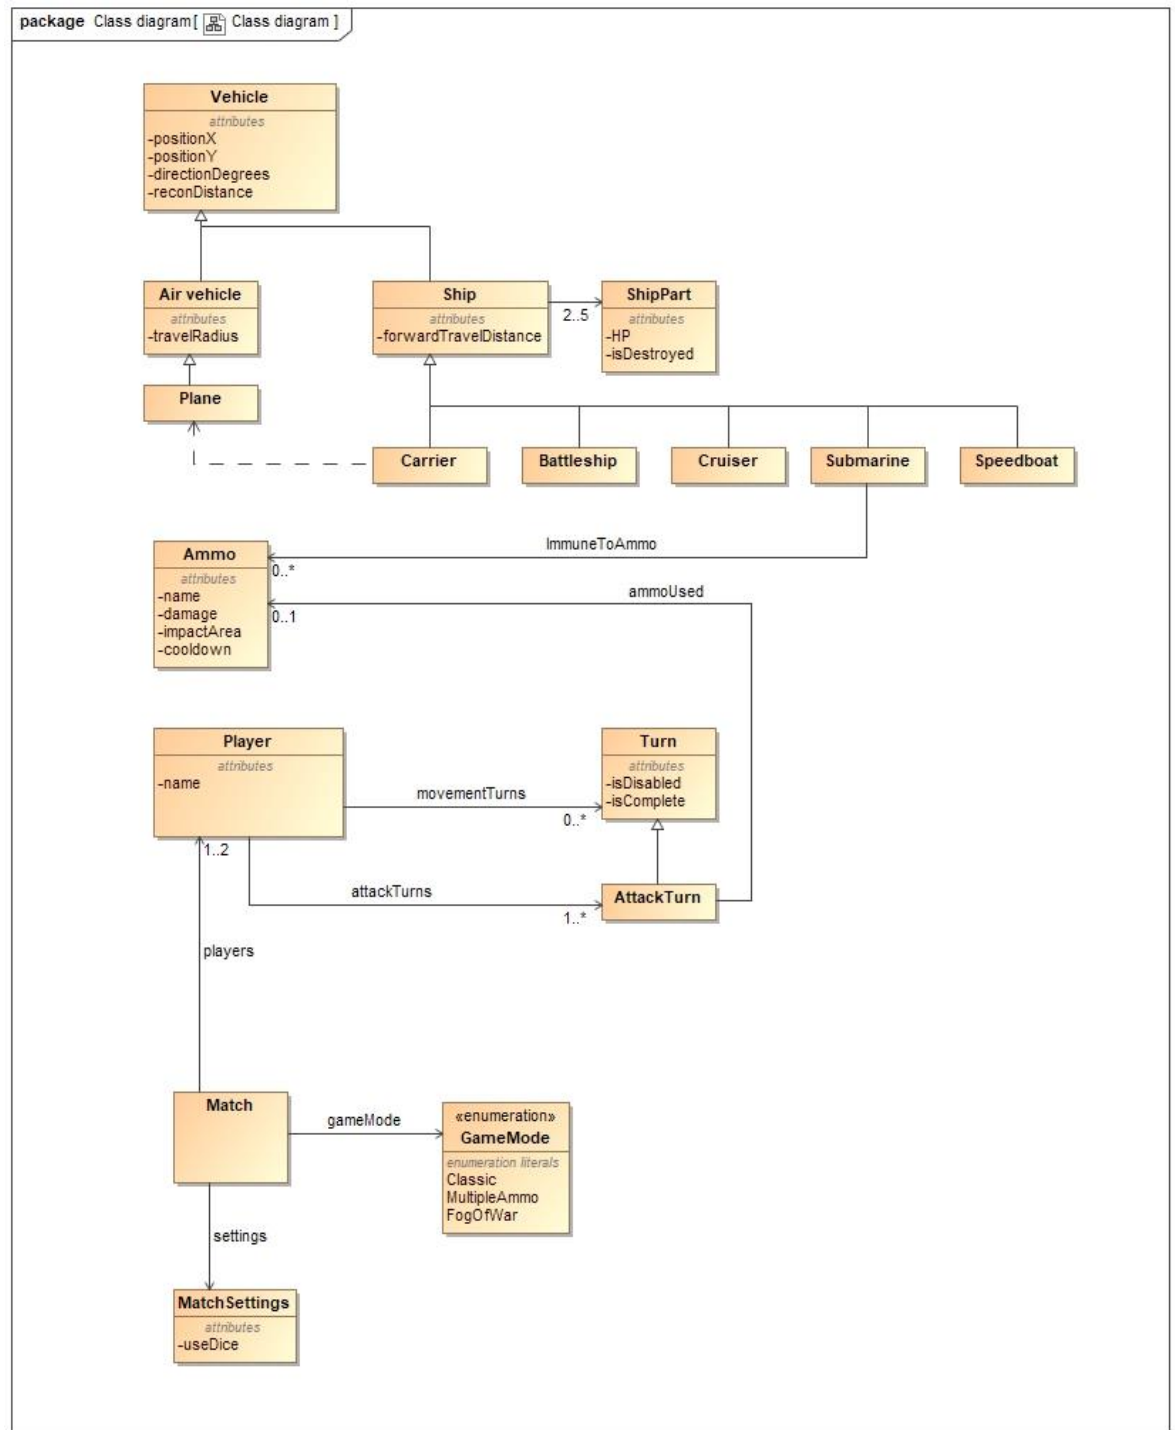 package Class diagram [ Class diagram ]
Vehicle
attributes
-positionX
-positionY
-directionDegrees
-reconDistance
Air vehicle
attributes
-travelRadius
Ship
attributes
-forwardTravelDistance
2..5
ShipPart
attributes
-HP
-isDestroyed
Plane
Carrier
Battleship
Cruiser
Submarine
Speedboat
ImmuneToAmmo
0..*
Ammo
attributes
-name
-damage
-impactArea
-cooldown
ammoUsed
0..1
Player
attributes
-name
movementTurns
0..*
Turn
attributes
-isDisabled
-isComplete
1..2
attackTurns
1..*
AttackTurn
players
Match
gameMode
«enumeration»
GameMode
enumeration literals
Classic
MultipleAmmo
FogOfWar
settings
MatchSettings
attributes
-useDice